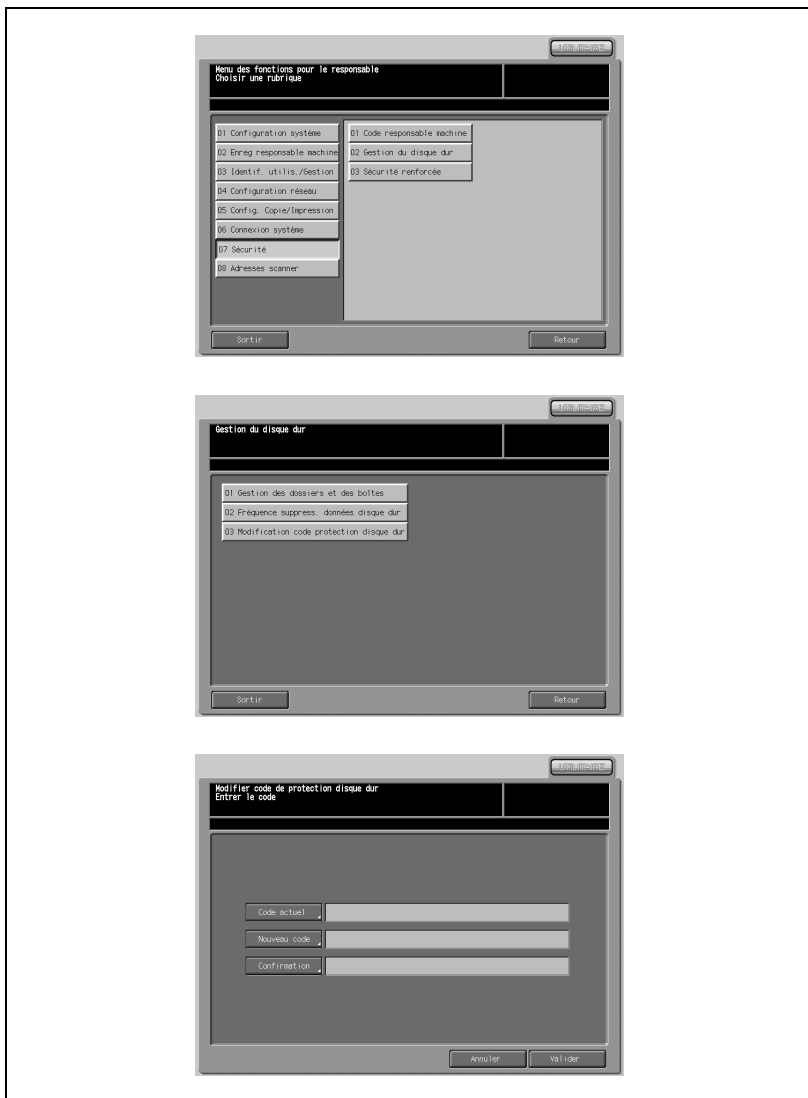 Menu des fonctions pour le responsable
Choisir une rubrique
01 Configuration système
02 Enreg responsable machine
03 Identif. utilis./Gestion
04 Configuration réseau
05 Config. Copie/Impression
06 Connexion système
07 Sécurité
08 Adresses scanner
01 Code responsable machine
02 Gestion du disque dur
03 Sécurité renforcée
Sortir
Retour
Gestion du disque dur
01 Gestion des dossiers et des boîtes
02 Fréquence suppress. données disque dur
03 Modification code protection disque dur
Sortir
Retour
Modifier code de protection disque dur
Entrer le code
Code actuel
Nouveau code
Confirmation
Annuler
Valider